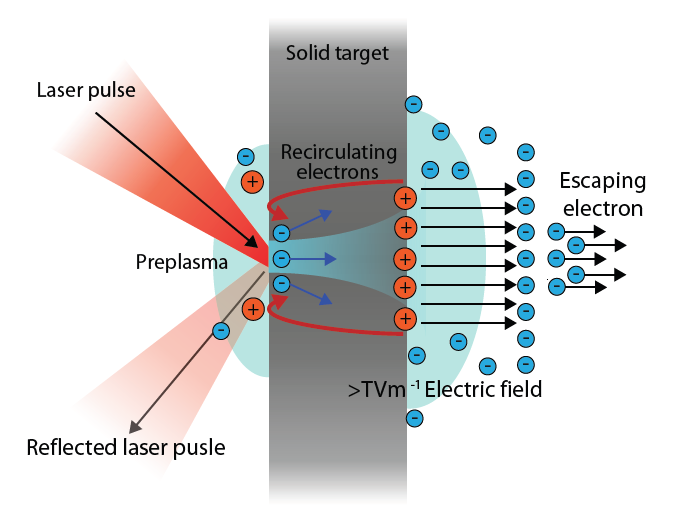 Solid target
Laser pulse
Recirculating
electrons
Escaping
electron
Preplasma
>TVm⁻¹ Electric field
Reflected laser pusle